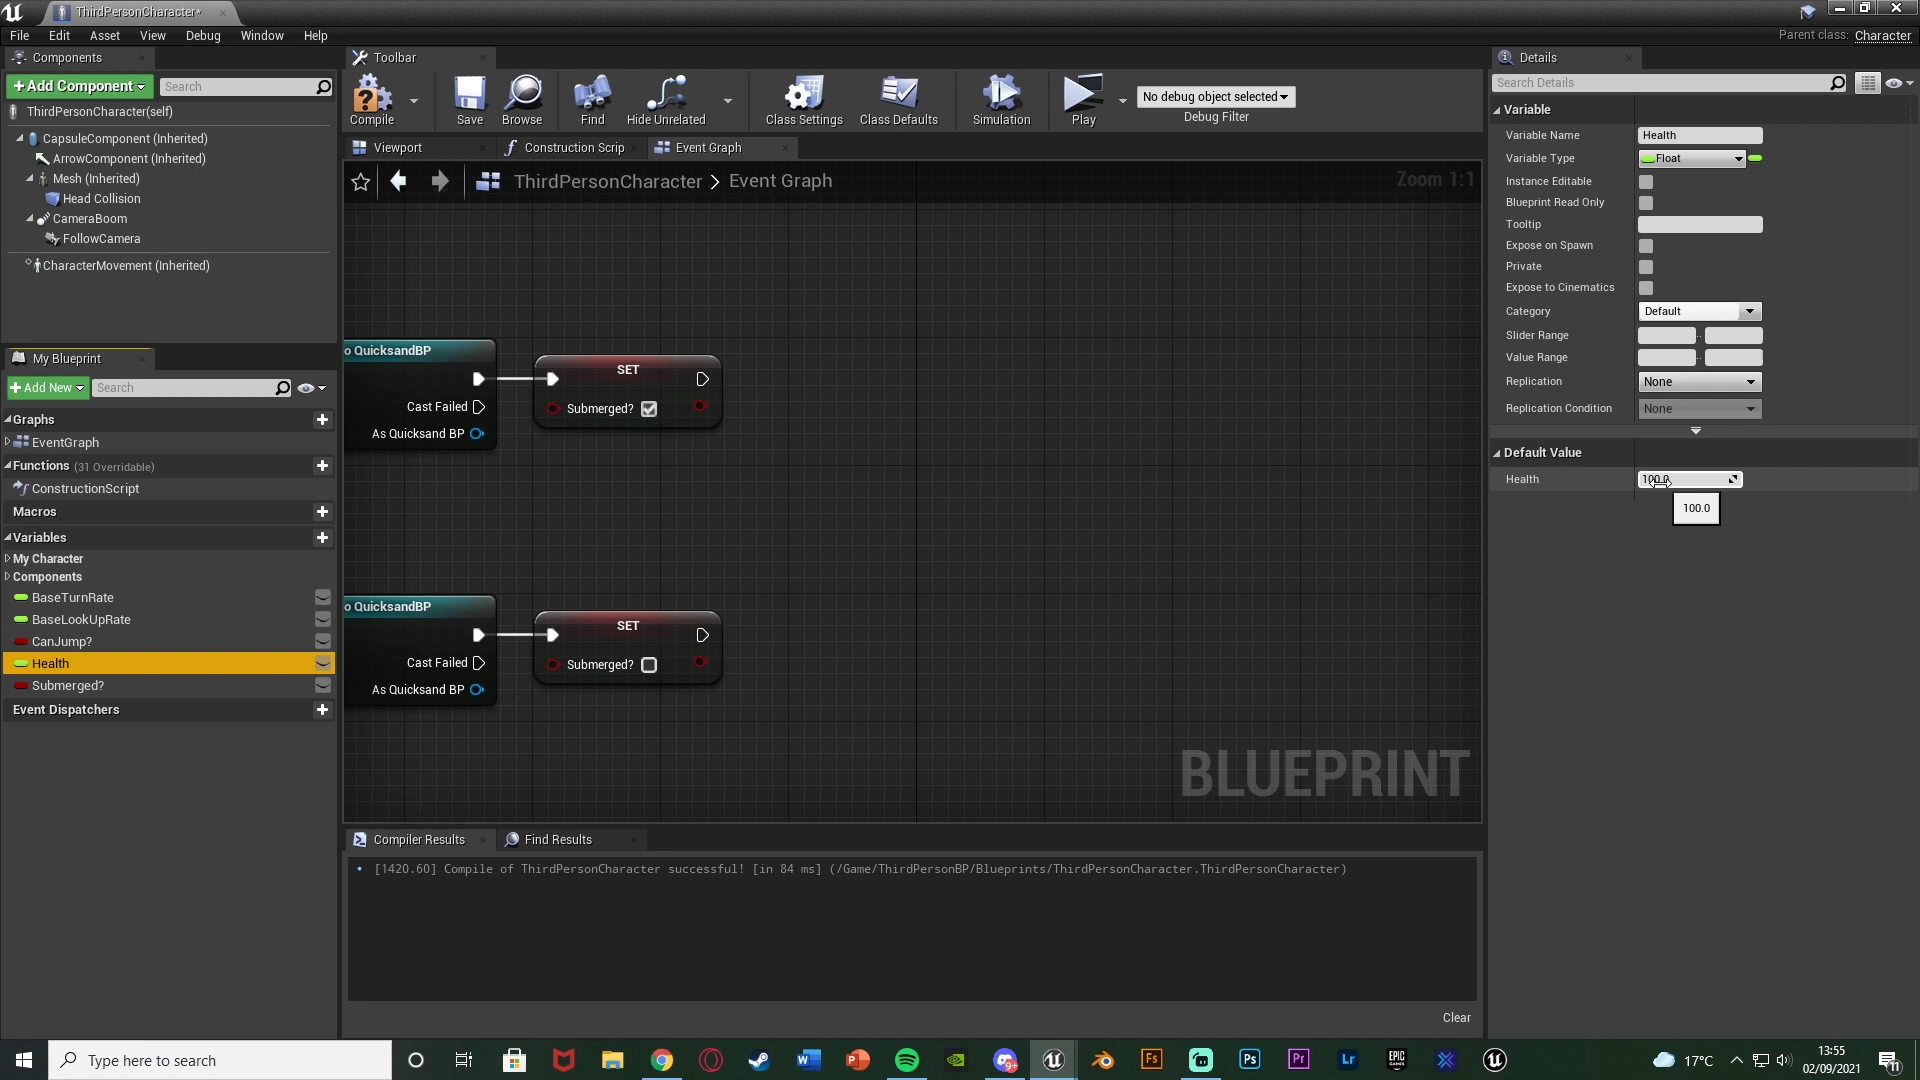 ThirdPersonCharacter*
File Edit Asset View Debug Window Help
Parent class: Character
Components
+ Add Component
Search
ThirdPersonCharacter(self)
CapsuleComponent (Inherited)
ArrowComponent (Inherited)
Mesh (Inherited)
Head Collision
CameraBoom
FollowCamera
CharacterMovement (Inherited)
My Blueprint
+ Add New
Search
Graphs
EventGraph
Functions (31 Overridable)
ConstructionScript
Macros
Variables
My Character
Components
BaseTurnRate
BaseLookUpRate
CanJump?
Health
Submerged?
Event Dispatchers
Toolbar
Compile
Save
Browse
Find
Hide Unrelated
Class Settings
Class Defaults
Simulation
Play
No debug object selected
Debug Filter
Viewport
Construction Scrip
Event Graph
ThirdPersonCharacter > Event Graph
Zoom 1:1
o QuicksandBP
Cast Failed
As Quicksand BP
SET
Submerged?
o QuicksandBP
Cast Failed
As Quicksand BP
SET
Submerged?
BLUEPRINT
Compiler Results
Find Results
• [1420.60] Compile of ThirdPersonCharacter successful! [in 84 ms] (/Game/ThirdPersonBP/Blueprints/ThirdPersonCharacter.ThirdPersonCharacter)
Clear
Details
Search Details
Variable
Variable Name Health
Variable Type Float
Instance Editable
Blueprint Read Only
Tooltip
Expose on Spawn
Private
Expose to Cinematics
Category Default
Slider Range
Value Range
Replication None
Replication Condition None
Default Value
Health 100.0
100.0
Type here to search
17°C
13:55
02/09/2021